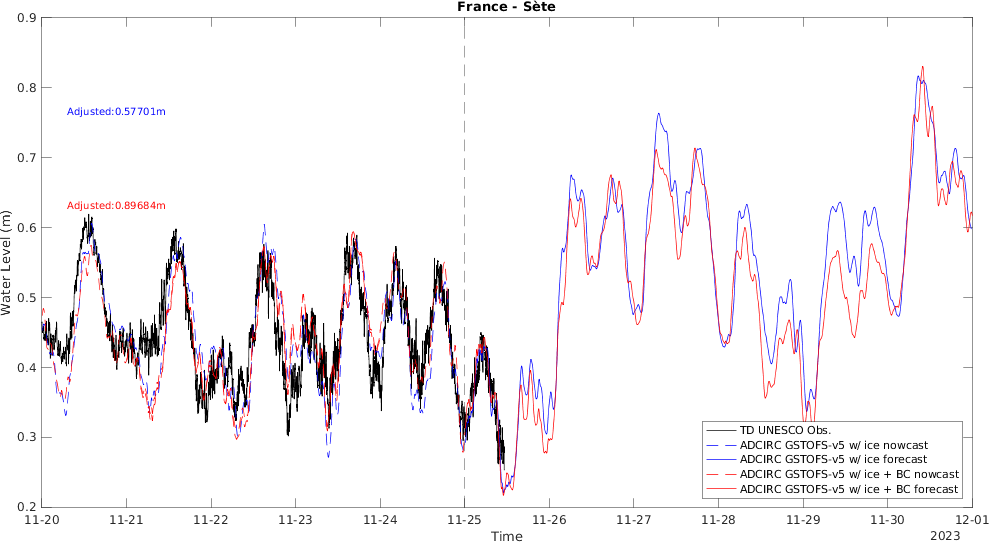 France - Sète
0.9
0.8
0.7
0.6
0.5
0.4
0.3
0.2
Water Level (m)
Adjusted:0.57701m
Adjusted:0.89684m
TD UNESCO Obs.
ADCIRC GSTOFS-v5 w/ ice nowcast
ADCIRC GSTOFS-v5 w/ ice forecast
ADCIRC GSTOFS-v5 w/ ice + BC nowcast
ADCIRC GSTOFS-v5 w/ ice + BC forecast
11-20 11-21 11-22 11-23 11-24 11-25 11-26 11-27 11-28 11-29 11-30 12-01
Time
2023